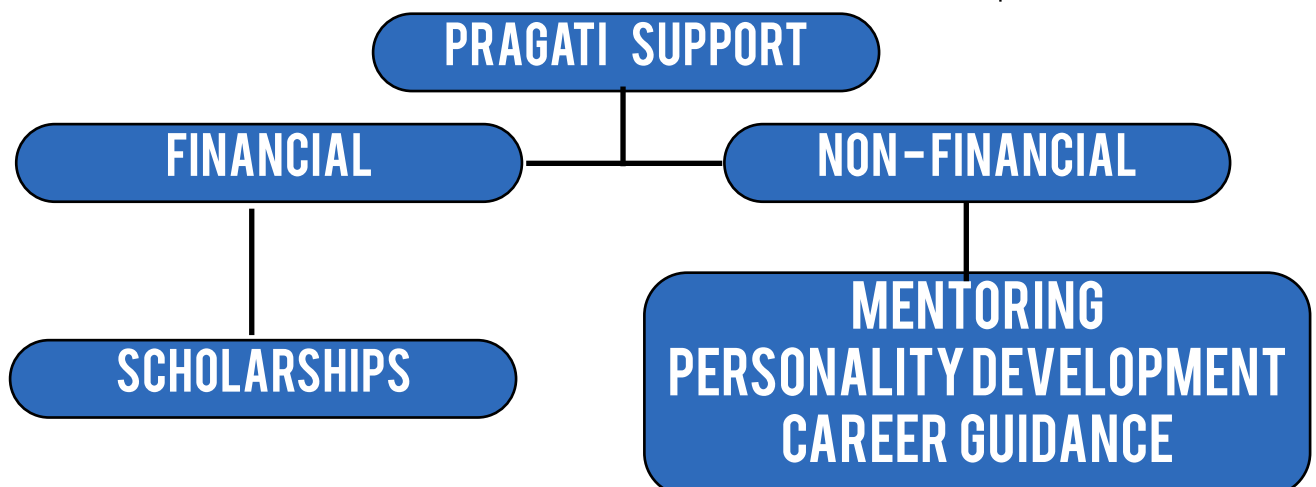 PRAGATI SUPPORT
FINANCIAL
NON-FINANCIAL
SCHOLARSHIPS
MENTORING
PERSONALITY DEVELOPMENT
CAREER GUIDANCE